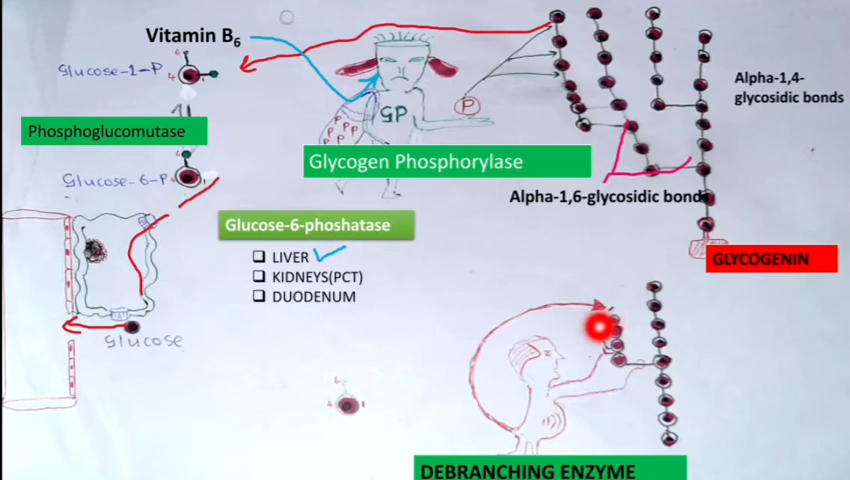 Vitamin B6
Glucose-1-P
Phosphoglucomutase
Glucose-6-P
GP
P
P
P
P
P
P
P
Glycogen Phosphorylase
Alpha-1,4-
glycosidic bonds
Alpha-1,6-glycosidic bonds
GLYCOGENIN
Glucose-6-phoshatase
LIVER
KIDNEYS(PCT)
DUODENUM
Glucose
DEBRANCHING ENZYME